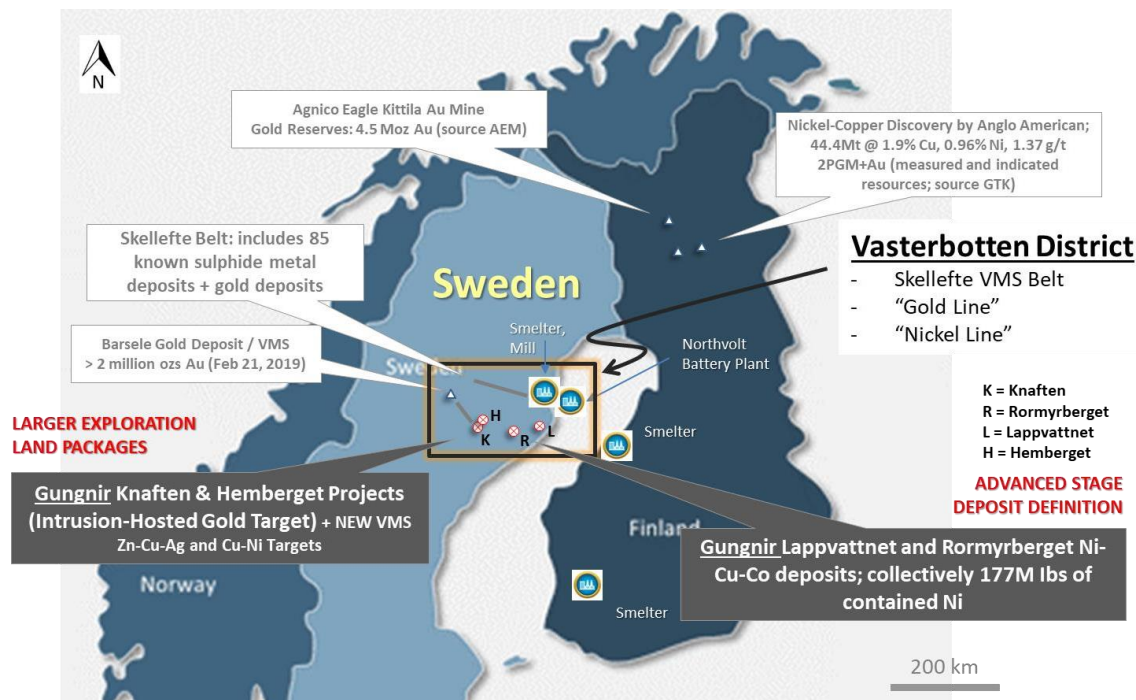 N
Agnico Eagle Kittila Au Mine
Gold Reserves: 4.5 Moz Au (source AEM)
Nickel-Copper Discovery by Anglo American;
44.4Mt @ 1.9% Cu, 0.96% Ni, 1.37 g/t
2PGM+Au (measured and indicated
resources; source GTK)
Skellefte Belt: includes 85
known sulphide metal
deposits + gold deposits
Sweden
Vasterbotten District
- Skellefte VMS Belt
- “Gold Line”
- “Nickel Line”
Barsele Gold Deposit / VMS
> 2 million ozs Au (Feb 21, 2019)
Sweden
Smelter,
Mill
Northvolt
Battery Plant
H
K
R
L
Smelter
K = Knaften
R = Rormyrberget
L = Lappvattnet
H = Hemberget
LARGER EXPLORATION
LAND PACKAGES
ADVANCED STAGE
DEPOSIT DEFINITION
Gungnir Knaften & Hemberget Projects
(Intrusion-Hosted Gold Target) + NEW VMS
Zn-Cu-Ag and Cu-Ni Targets
Finland
Gungnir Lappvattnet and Rormyrberget Ni-
Cu-Co deposits; collectively 177M Ibs of
contained Ni
Norway
Smelter
200 km